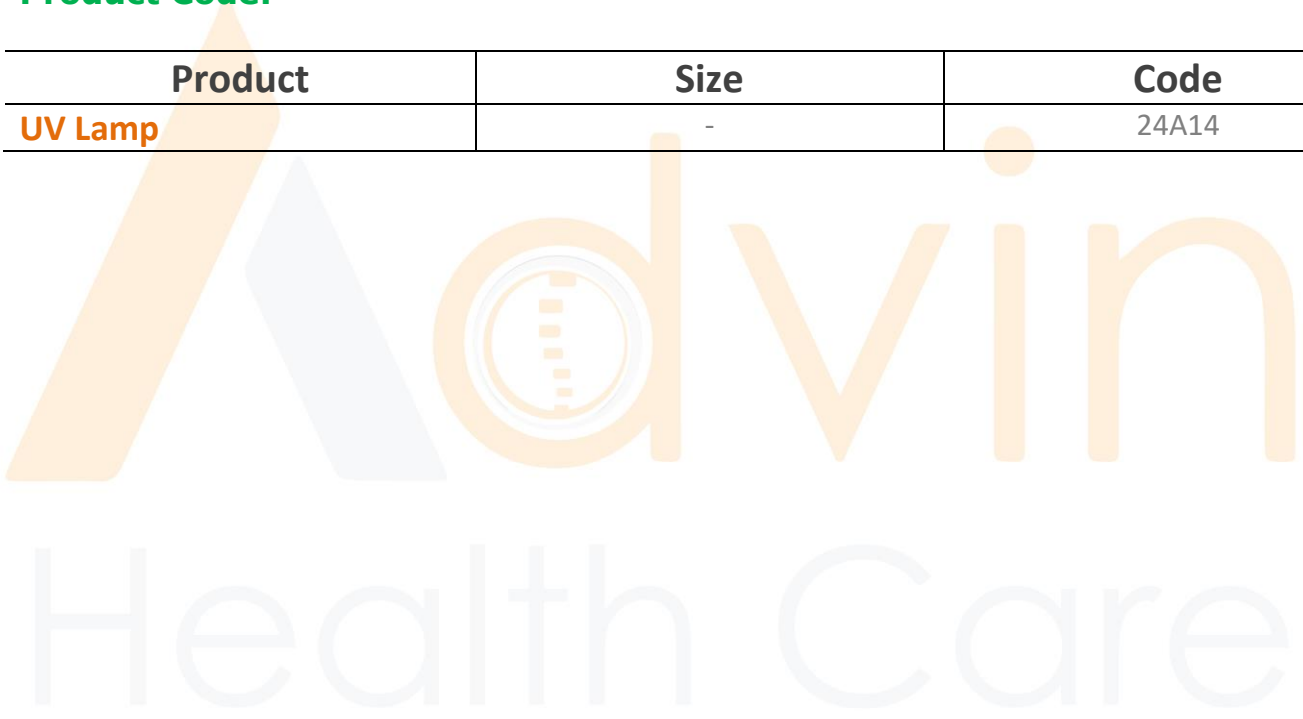 Product Code:
Product Size Code
UV Lamp - 24A14
Advin
Health Care